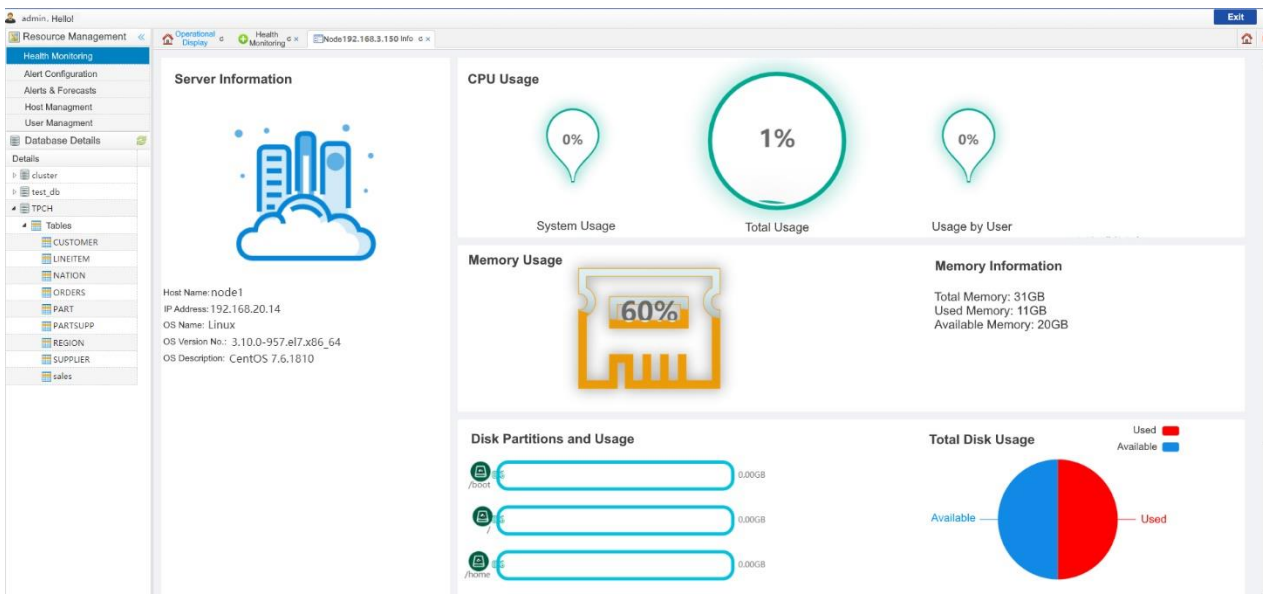 admin. Hello!
Exit
Resource Management
Operational Display
Health Monitoring
Node192.168.3.150 Info
Health Monitoring
Alert Configuration
Alerts & Forecasts
Host Managment
User Managment
Database Details
Details
cluster
test_db
TPCH
Tables
CUSTOMER
LINEITEM
NATION
ORDERS
PART
PARTSUPP
REGION
SUPPLIER
sales
Server Information
Host Name: node1
IP Address: 192.168.20.14
OS Name: Linux
OS Version No.: 3.10.0-957.el7.x86_64
OS Description: CentOS 7.6.1810
CPU Usage
0%
1%
0%
System Usage
Total Usage
Usage by User
Memory Usage
60%
Memory Information
Total Memory: 31GB
Used Memory: 11GB
Available Memory: 20GB
Disk Partitions and Usage
/boot
0.00GB
/
0.00GB
/home
0.00GB
Total Disk Usage
Used
Available
Available
Used